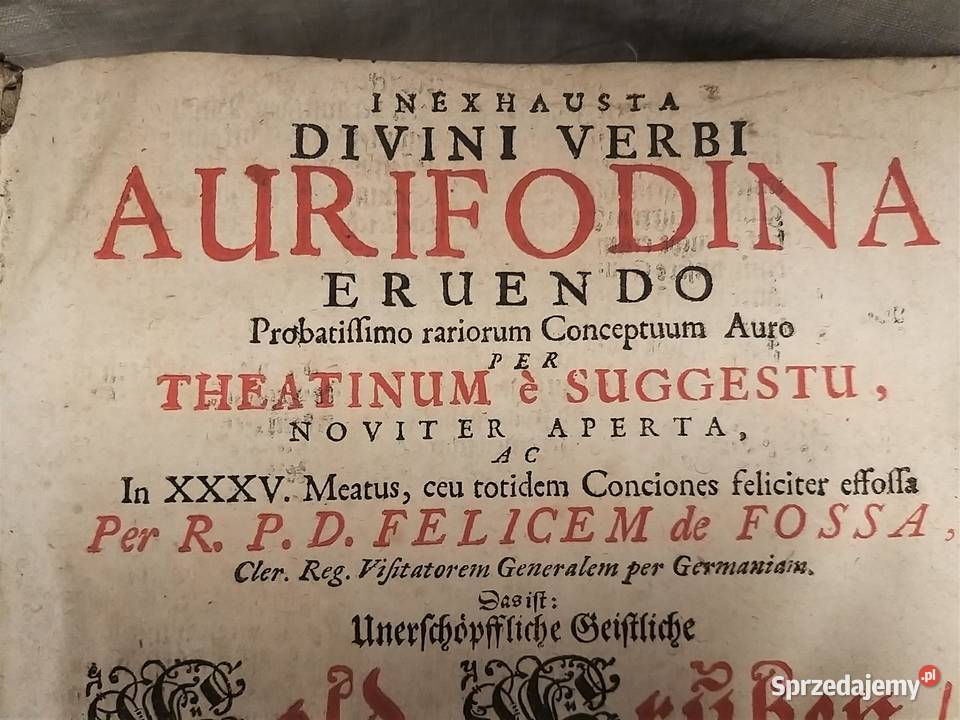 INEXHAUSTA
DIVINI VERBI
AURIFODINA
ERUENDO
Probatiſſimo rariorum Conceptuum Auro
PER
THEATINUM è SUGGESTU,
NOVITER APERTA,
AC
In XXXV. Meatus, ceu totidem Conciones feliciter effoſſa
Per R. P. D. FELICEM de FOSSA,
Cler. Reg. Viſitatorem Generalem per Germaniam.
Das iſt:
Unerſchöpffliche Geiſtliche
Gold-Gruben/
Sprzedajemy.pl